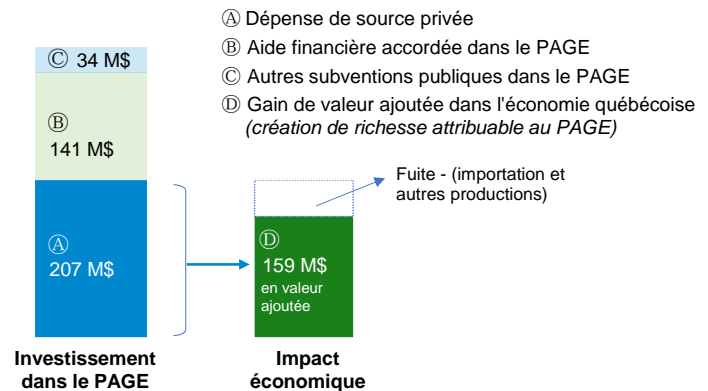 Ⓐ Dépense de source privée
Ⓑ Aide financière accordée dans le PAGE
Ⓒ Autres subventions publiques dans le PAGE
Ⓓ Gain de valeur ajoutée dans l'économie québécoise
(création de richesse attribuable au PAGE)
Ⓒ 34 M$
Ⓑ
141 M$
Ⓐ
207 M$
Fuite - (importation et
autres productions)
Ⓓ
159 M$
en valeur
ajoutée
Investissement
dans le PAGE
Impact
économique